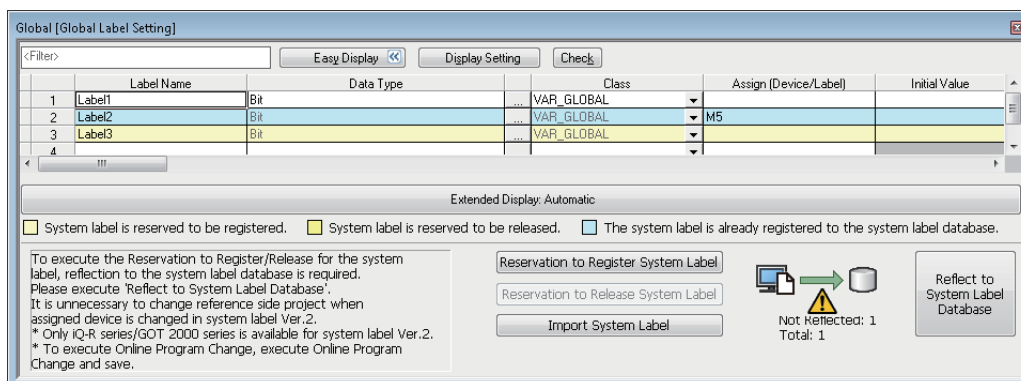 Global [Global Label Setting]
<Filter>
Easy Display
Display Setting
Check
Label Name Data Type Class Assign (Device/Label) Initial Value
1 Label1 Bit ... VAR_GLOBAL
2 Label2 Bit ... VAR_GLOBAL M5
3 Label3 Bit ... VAR_GLOBAL
4
Extended Display: Automatic
System label is reserved to be registered. System label is reserved to be released. The system label is already registered to the system label database.
To execute the Reservation to Register/Release for the system
label, reflection to the system label database is required.
Please execute 'Reflect to System Label Database'.
It is unnecessary to change reference side project when
assigned device is changed in system label Ver.2.
* Only iQ-R series/GOT 2000 series is available for system label Ver.2.
* To execute Online Program Change, execute Online Program
Change and save.
Reservation to Register System Label
Reservation to Release System Label
Import System Label
Not Reflected: 1
Total: 1
Reflect to
System Label
Database